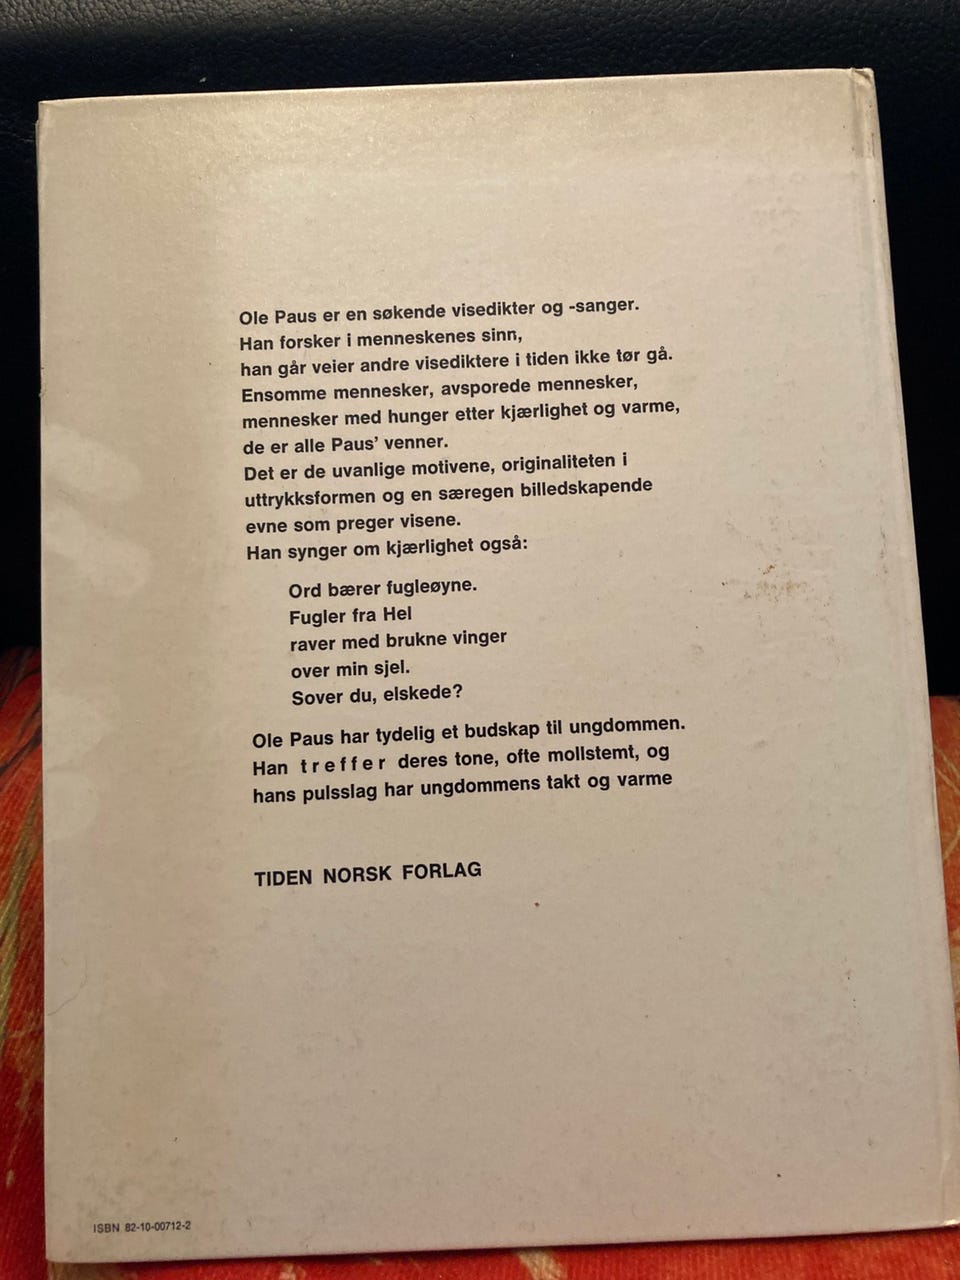 Ole Paus er en søkende visedikter og -sanger.
Han forsker i menneskenes sinn,
han går veier andre visediktere i tiden ikke tør gå.
Ensomme mennesker, avsporede mennesker,
mennesker med hunger etter kjærlighet og varme,
de er alle Paus' venner.
Det er de uvanlige motivene, originaliteten i
uttrykksformen og en særegen billedskapende
evne som preger visene.
Han synger om kjærlighet også:
Ord bærer fugleøyne.
Fugler fra Hel
raver med brukne vinger
over min sjel.
Sover du, elskede?
Ole Paus har tydelig et budskap til ungdommen.
Han treffer deres tone, ofte mollstemt, og
hans pulsslag har ungdommens takt og varme
TIDEN NORSK FORLAG
ISBN 82-10-00712-2